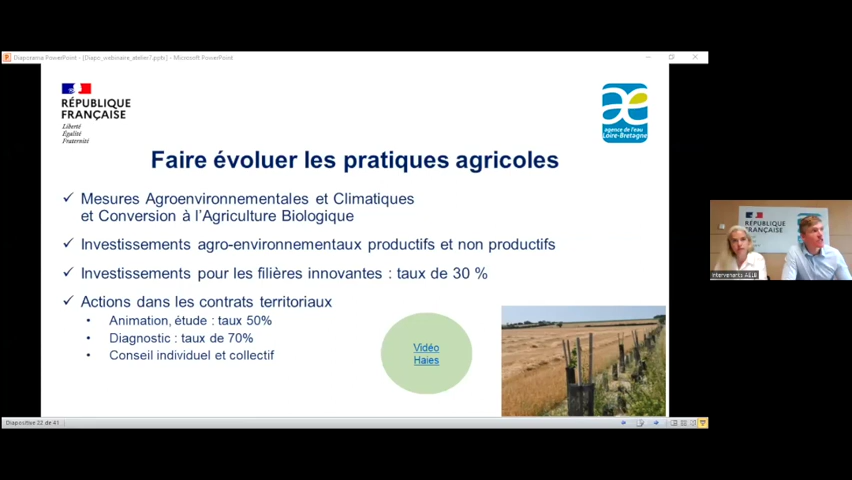 Diaporama PowerPoint - [Diapo_webinaire_atelier7.pptx] - Microsoft PowerPoint
RÉPUBLIQUE
FRANÇAISE
Liberté
Égalité
Fraternité
agence de l'eau
Loire-Bretagne
Faire évoluer les pratiques agricoles
✓ Mesures Agroenvironnementales et Climatiques
et Conversion à l'Agriculture Biologique
✓ Investissements agro-environnementaux productifs et non productifs
✓ Investissements pour les filières innovantes : taux de 30 %
✓ Actions dans les contrats territoriaux
• Animation, étude : taux 50%
• Diagnostic : taux de 70%
• Conseil individuel et collectif
Vidéo
Haies
RÉPUBLIQUE
FRANÇAISE
Intervenants AELB
Diapositive 22 de 41